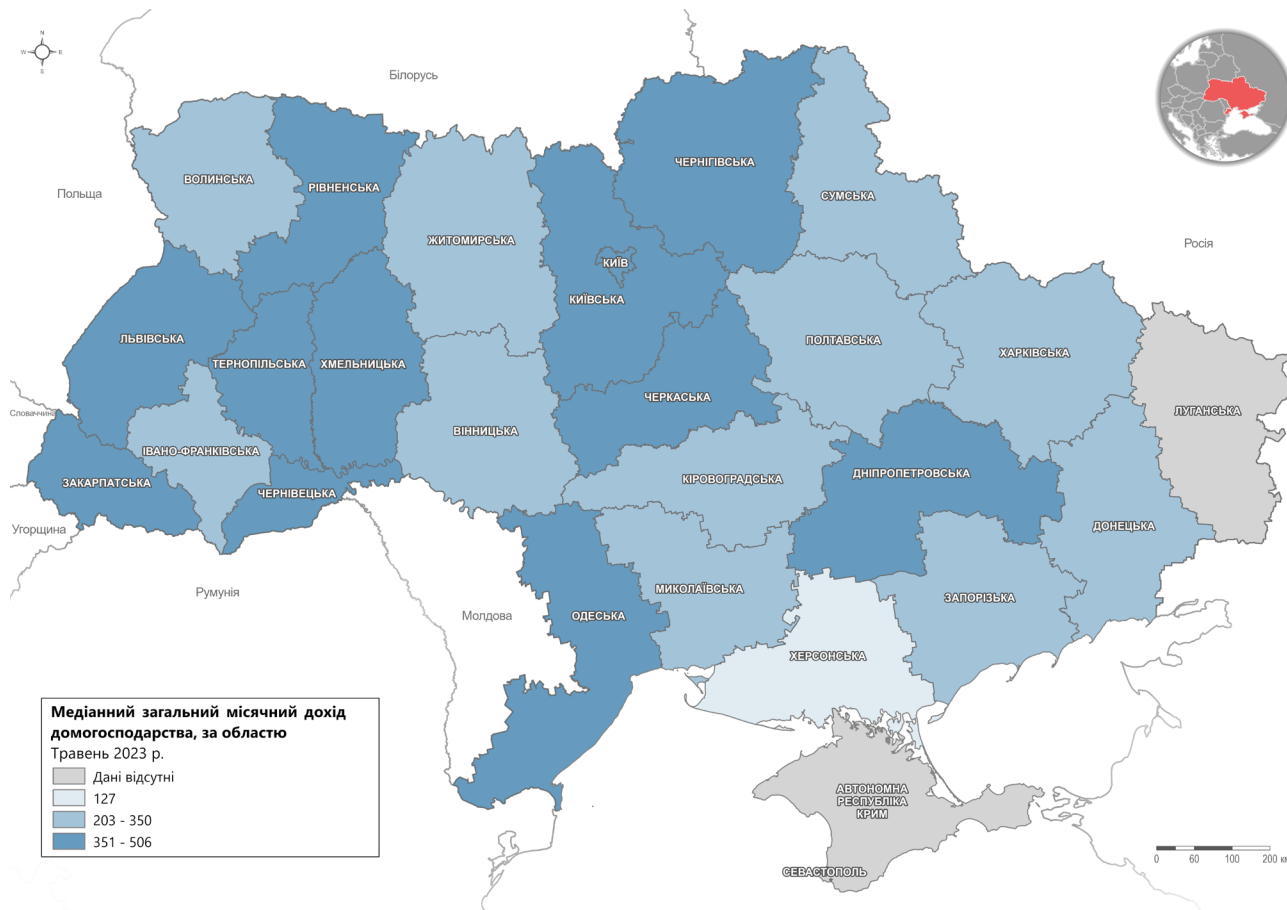 N
W
E
S
Білорусь
Польща
Росія
Словаччина
Угорщина
Румунія
Молдова
ВОЛИНСЬКА
РІВНЕНСЬКА
ЖИТОМИРСЬКА
ЧЕРНІГІВСЬКА
СУМСЬКА
КИЇВ
КИЇВСЬКА
ЛЬВІВСЬКА
ТЕРНОПІЛЬСЬКА
ХМЕЛЬНИЦЬКА
ПОЛТАВСЬКА
ХАРКІВСЬКА
ЧЕРКАСЬКА
ЛУГАНСЬКА
ВІННИЦЬКА
ІВАНО-ФРАНКІВСЬКА
ЗАКАРПАТСЬКА
ЧЕРНІВЕЦЬКА
КІРОВОГРАДСЬКА
ДНІПРОПЕТРОВСЬКА
ДОНЕЦЬКА
МИКОЛАЇВСЬКА
ЗАПОРІЗЬКА
ОДЕСЬКА
ХЕРСОНСЬКА
АВТОНОМНА
РЕСПУБЛІКА
КРИМ
СЕВАСТОПОЛЬ
Медіанний загальний місячний дохід
домогосподарства, за областю
Травень 2023 р.
Дані відсутні
127
203 - 350
351 - 506
0 60 100 200 км